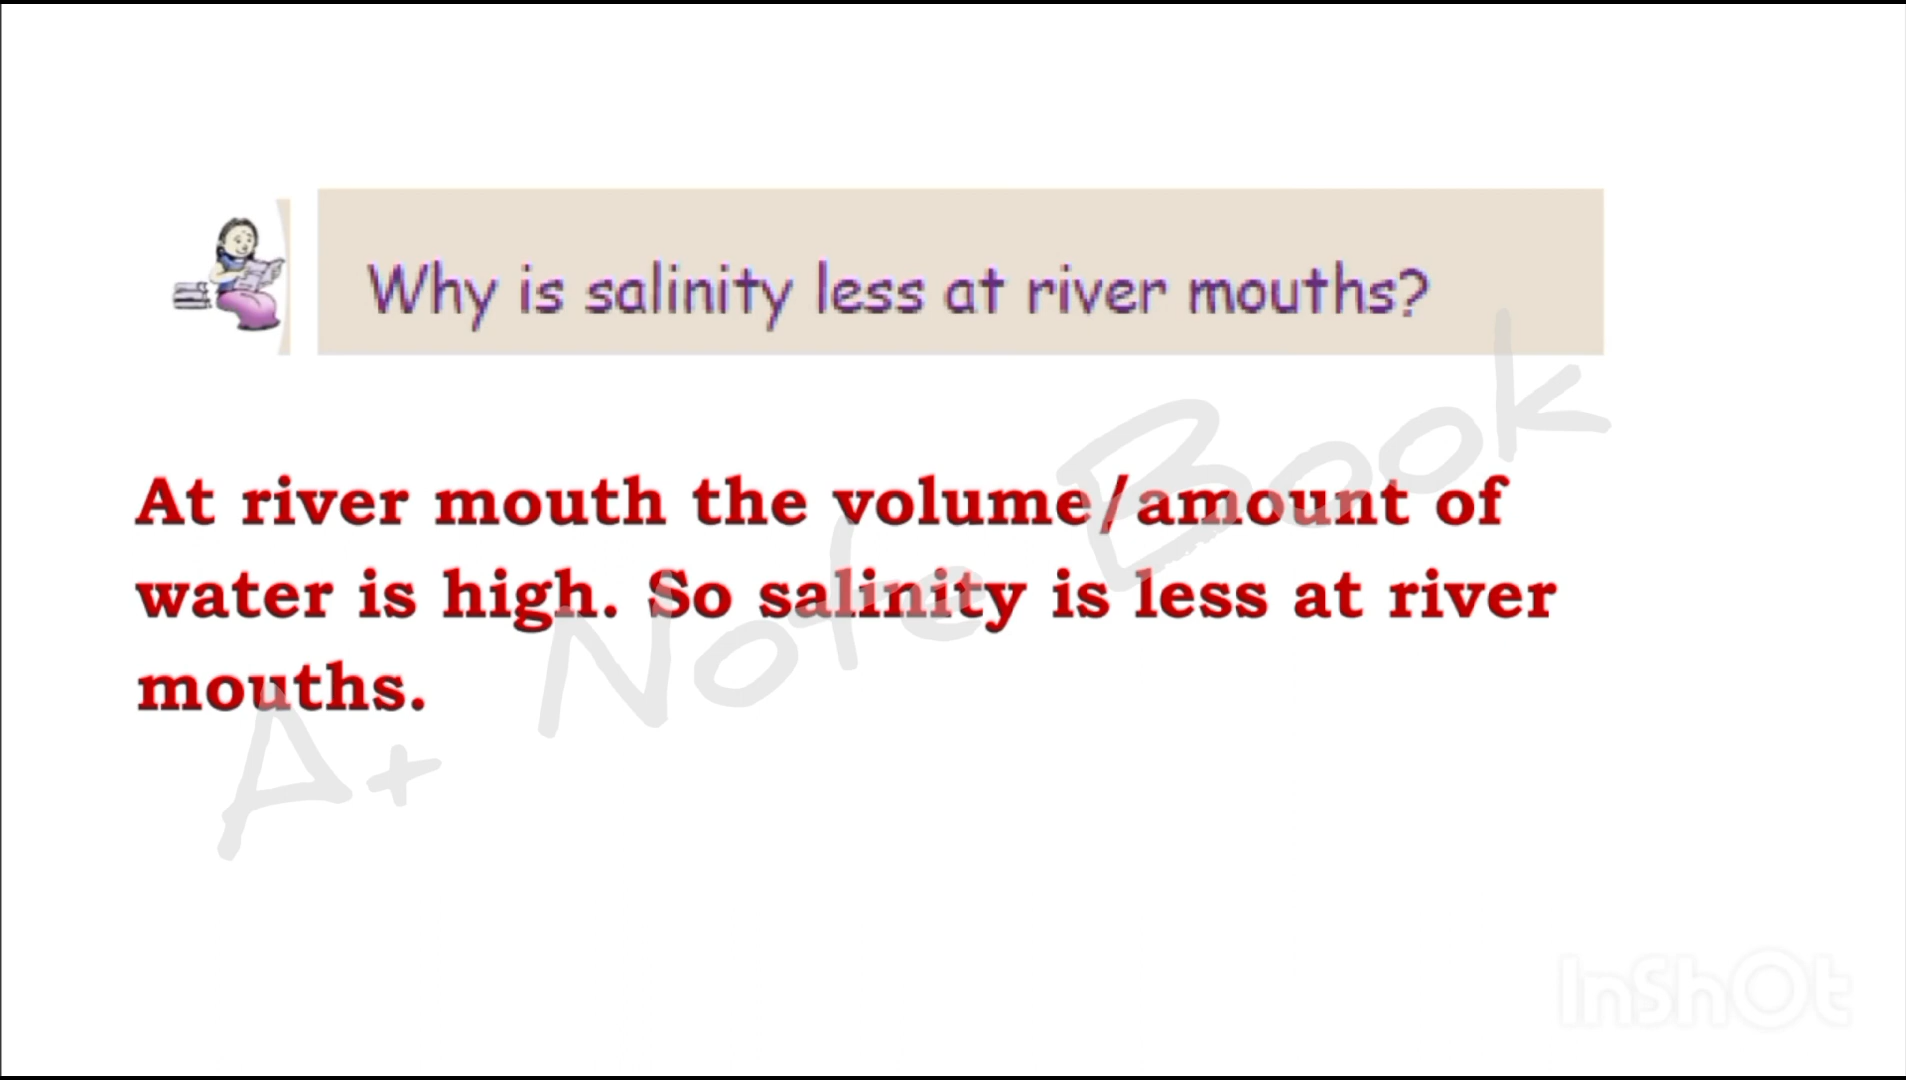 Why is salinity less at river mouths?
At river mouth the volume/amount of
water is high. So salinity is less at river
mouths.
A+ Note Book
InShOt